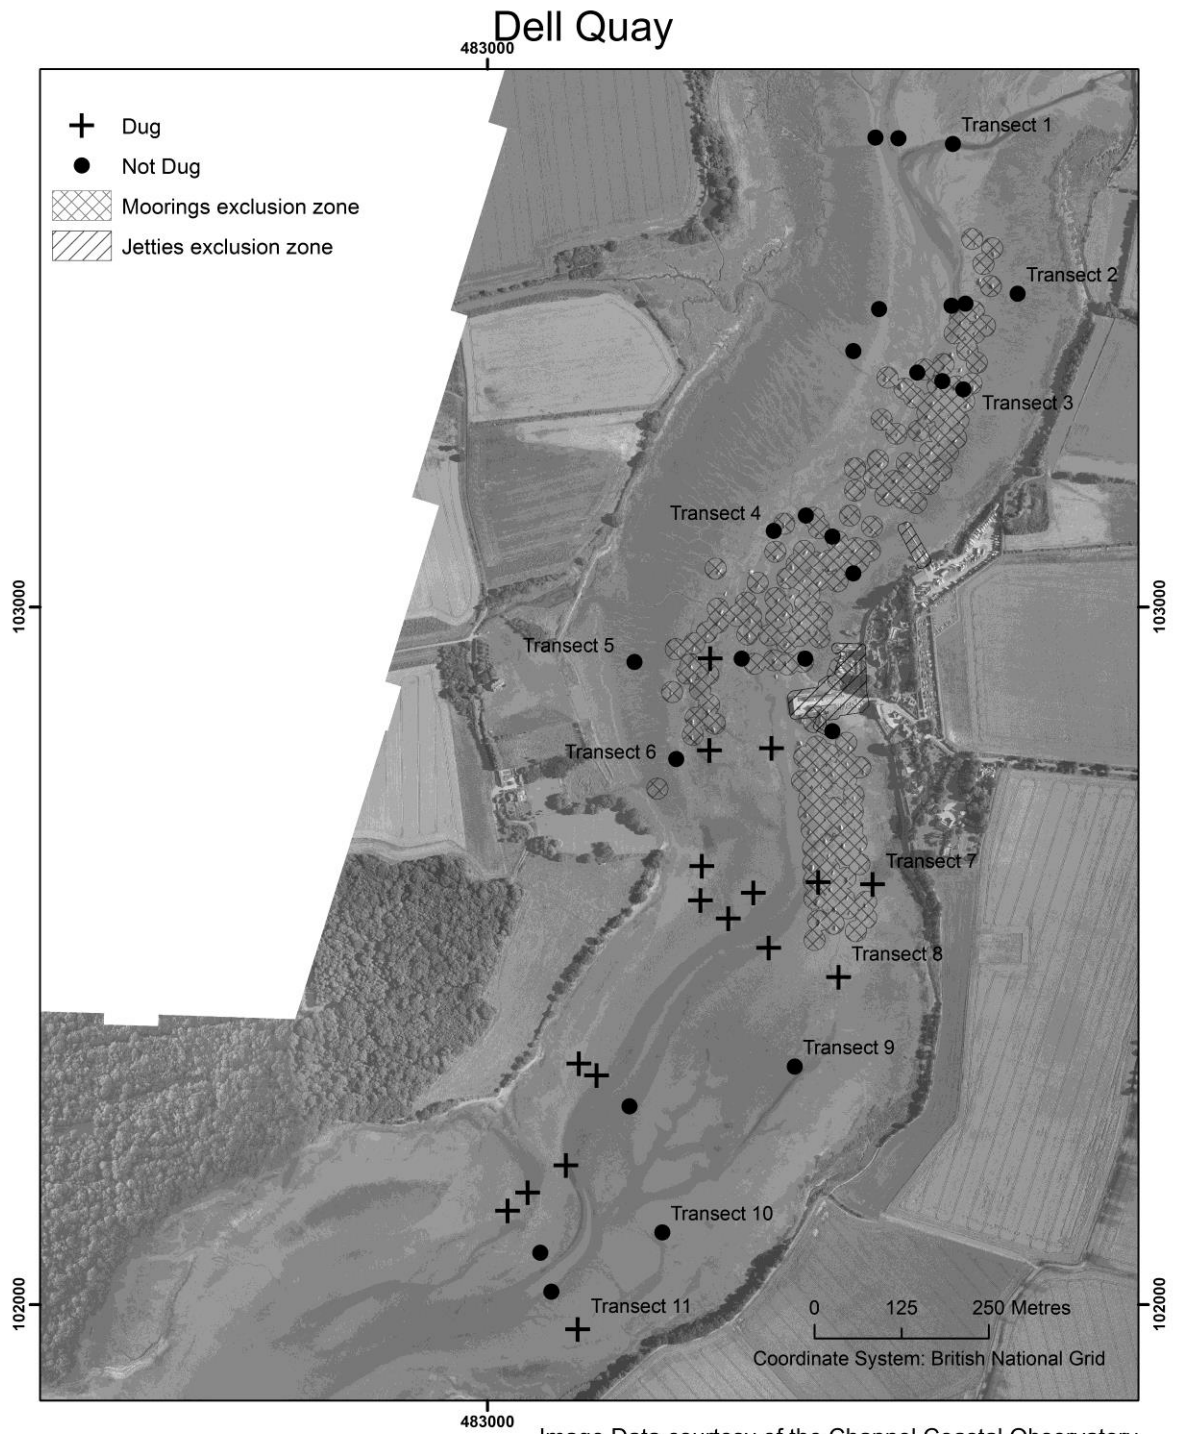 Dell Quay
483000
Dug
Not Dug
Moorings exclusion zone
Jetties exclusion zone
Transect 1
Transect 2
Transect 3
Transect 4
103000
103000
Transect 5
Transect 6
Transect 7
Transect 8
Transect 9
Transect 10
Transect 11
102000
102000
0 125 250 Metres
Coordinate System: British National Grid
483000
Image Data courtesy of the Channel Coastal Observatory